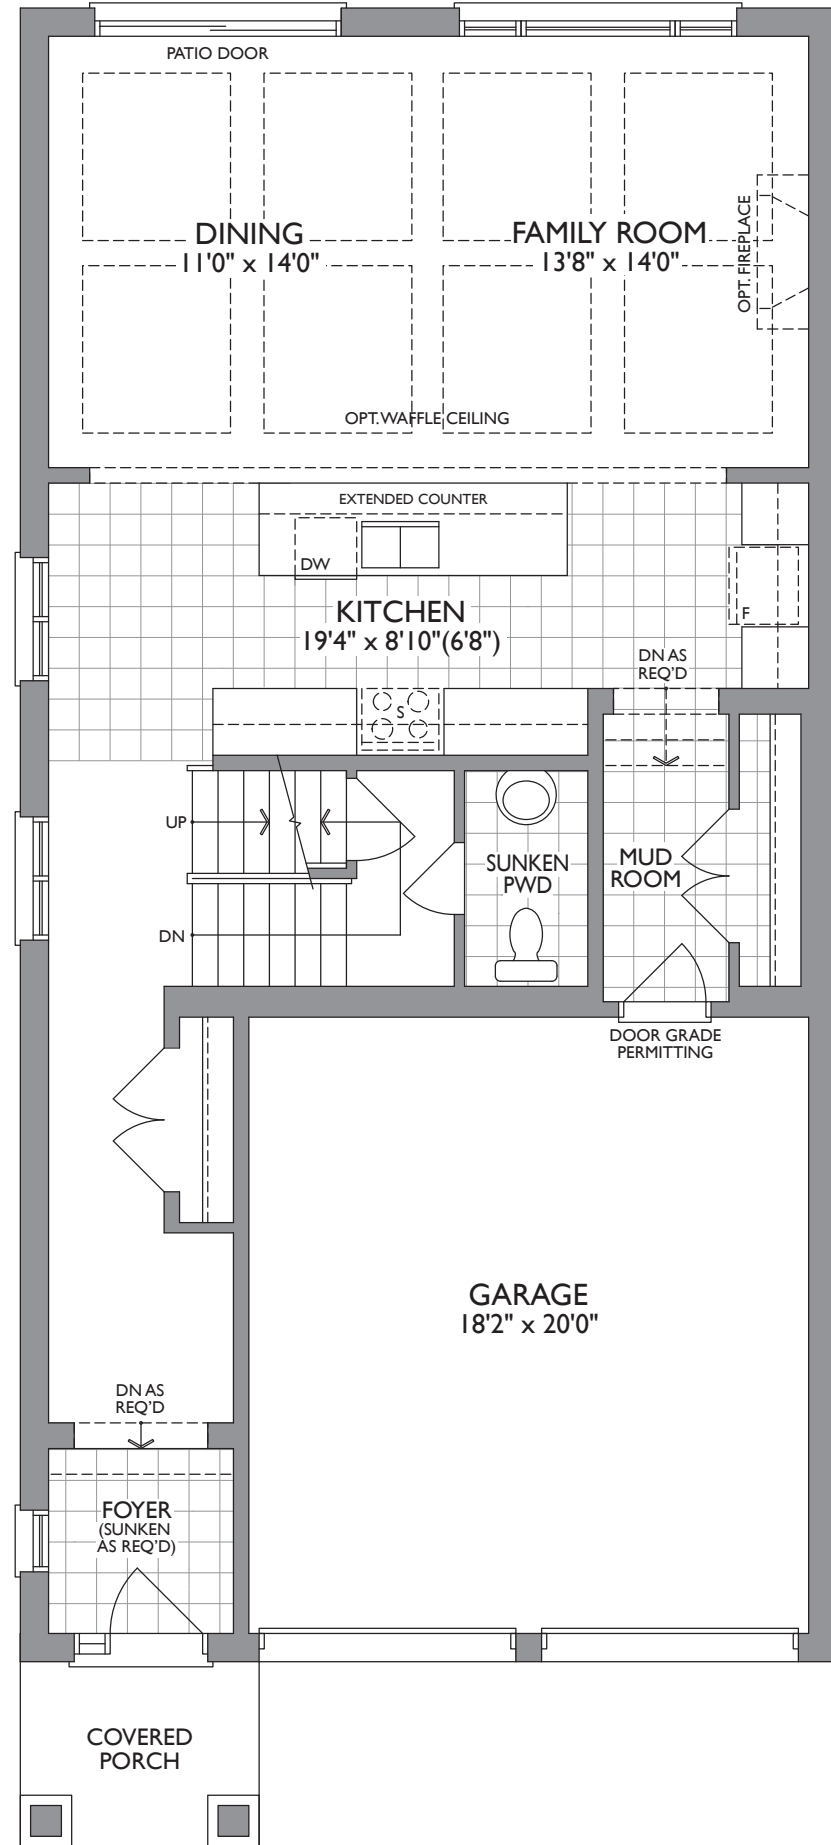 PATIO DOOR
DINING
11'0" x 14'0"
FAMILY ROOM
13'8" x 14'0"
OPT. FIREPLACE
OPT. WAFFLE CEILING
EXTENDED COUNTER
DW
KITCHEN
19'4" x 8'10"(6'8")
F
DN AS
REQ'D
S
UP
SUNKEN
PWD
MUD
ROOM
DN
DOOR GRADE
PERMITTING
GARAGE
18'2" x 20'0"
DN AS
REQ'D
FOYER
(SUNKEN
AS REQ'D)
COVERED
PORCH